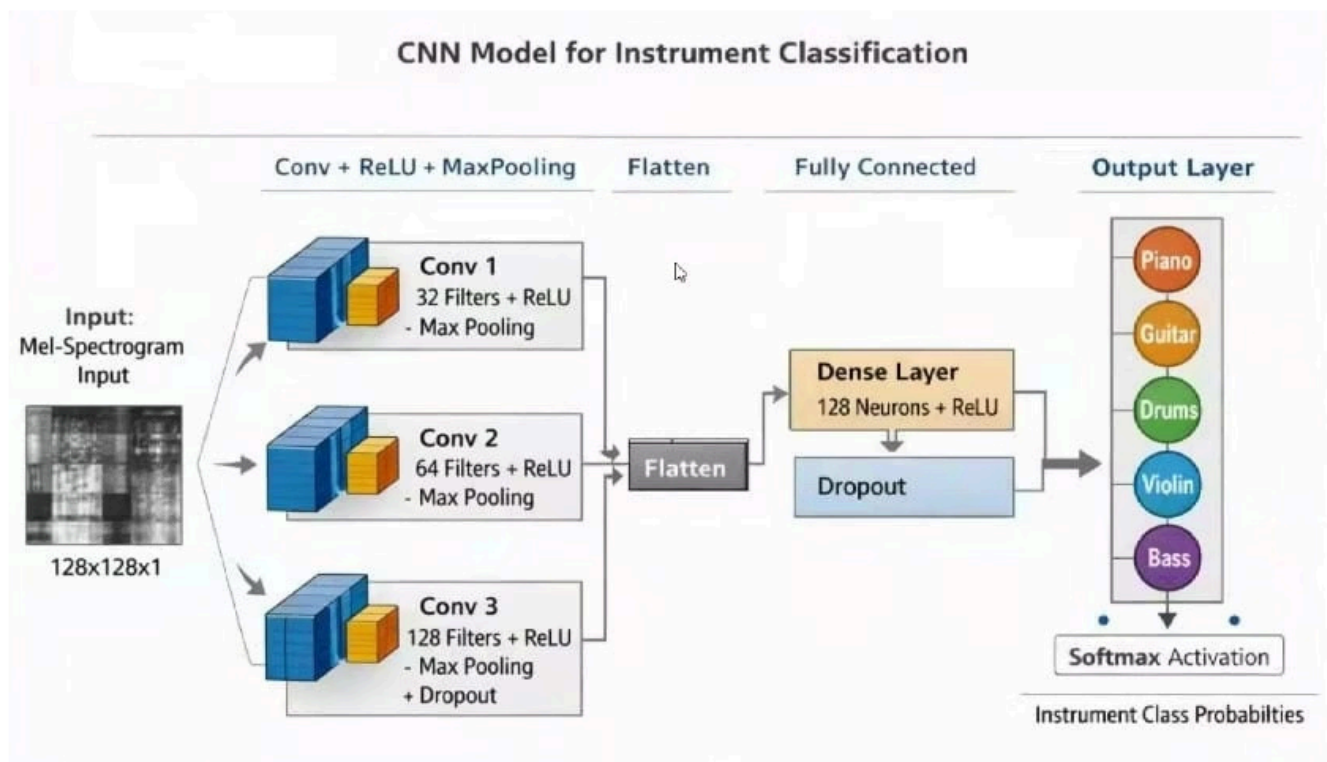 CNN Model for Instrument Classification
Conv + ReLU + MaxPooling
Flatten
Fully Connected
Output Layer
Input:
Mel-Spectrogram
Input
128x128x1
Conv 1
32 Filters + ReLU
- Max Pooling
Conv 2
64 Filters + ReLU
- Max Pooling
Conv 3
128 Filters + ReLU
- Max Pooling
+ Dropout
Flatten
Dense Layer
128 Neurons + ReLU
Dropout
Piano
Guitar
Drums
Violin
Bass
Softmax Activation
Instrument Class Probabilties